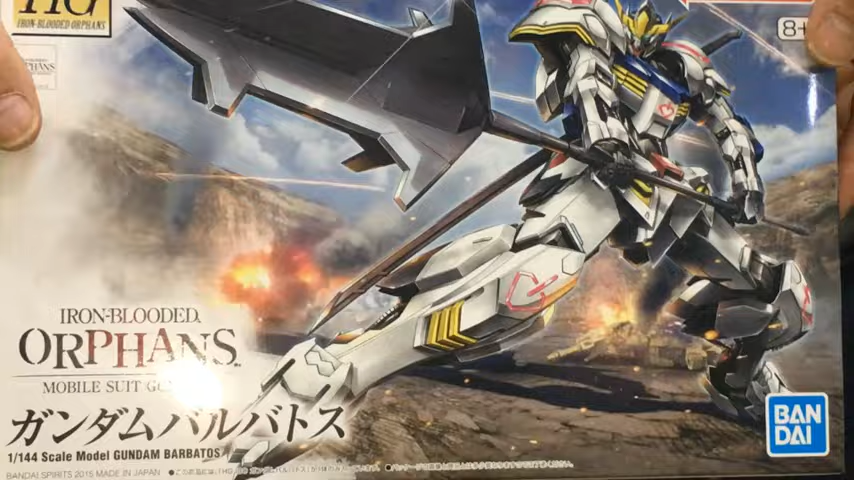 HG
IRON-BLOODED ORPHANS
8+
IRON-BLOODED
ORPHANS
MOBILE SUIT
ガンダムバルバトス
1/144 Scale Model GUNDAM BARBATOS
BANDAI SPIRITS 2015 MADE IN JAPAN
BAN
DAI